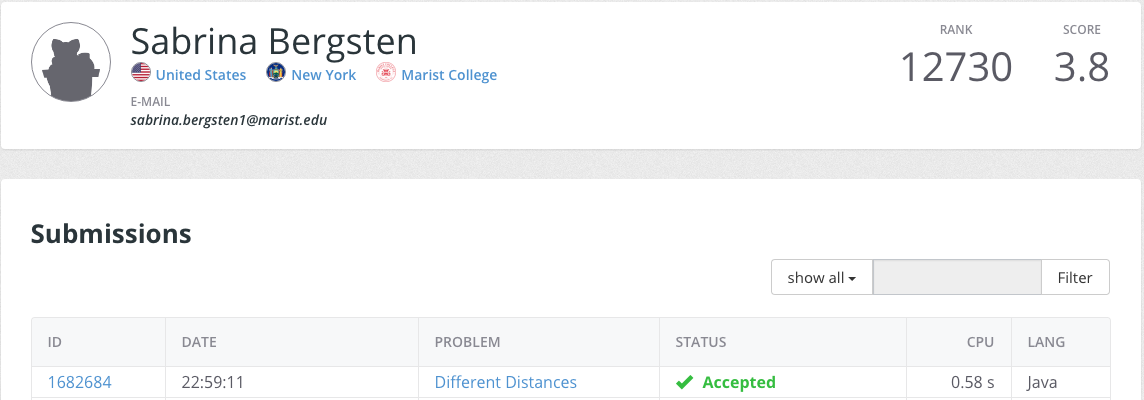 Sabrina Bergsten
RANK
SCORE
United States New York Marist College
12730
3.8
E-MAIL
sabrina.bergsten1@marist.edu
Submissions
show all Filter
ID DATE PROBLEM STATUS CPU LANG
1682684 22:59:11 Different Distances Accepted 0.58 s Java